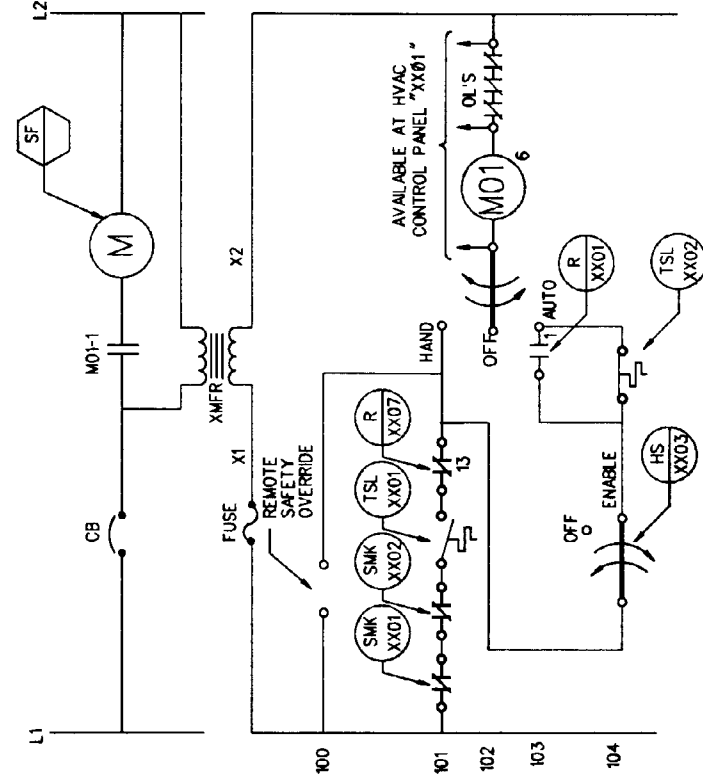 L1
L2
SF
CB
M01-1
M
XMFR
X1
X2
FUSE
REMOTE
SAFETY
OVERRIDE
AVAILABLE AT HVAC
CONTROL PANEL "XX01"
100
SMK
XX01
SMK
XX02
TSL
XX01
R
XX07
101
13
HAND
102
OFF
M01
6
OL'S
103
AUTO
1
R
XX01
104
OFF
ENABLE
HS
XX03
TSL
XX02